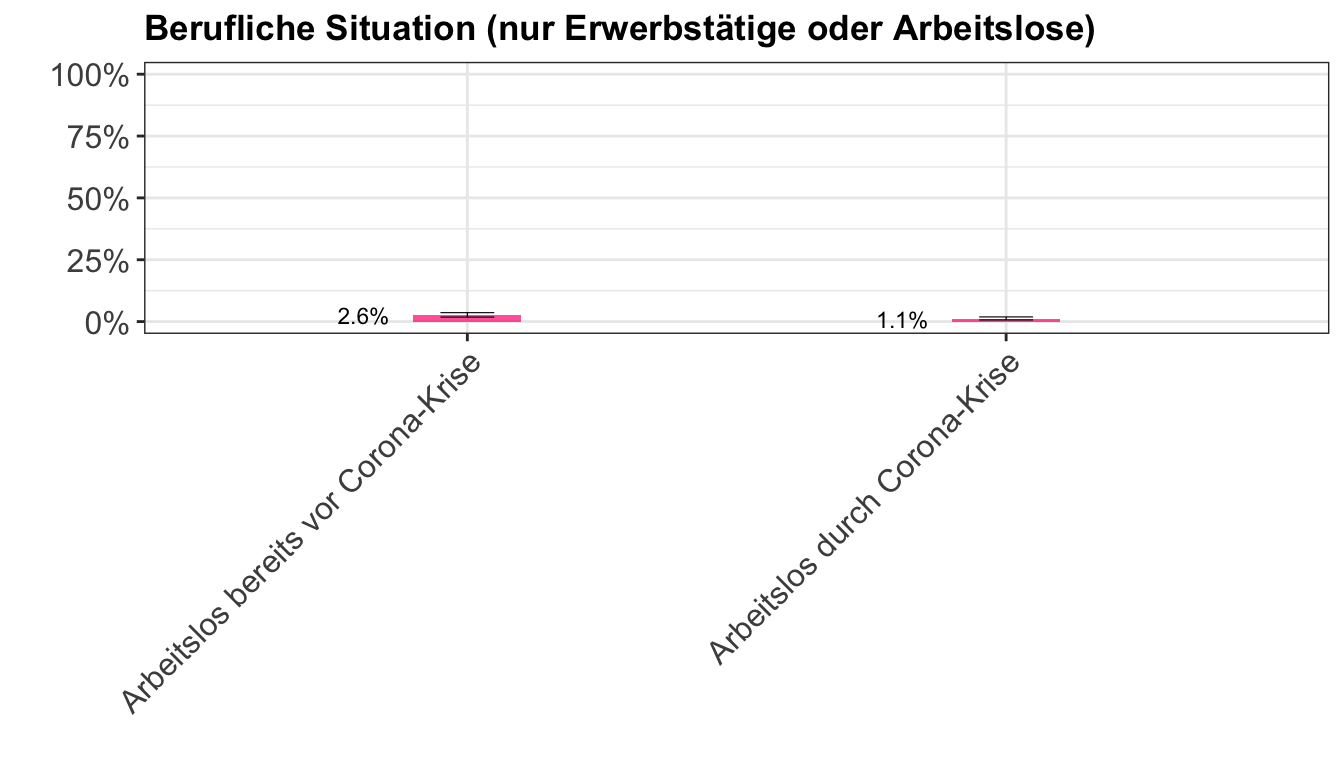 Berufliche Situation (nur Erwerbstätige oder Arbeitslose)
100%
75%
50%
25%
0%
2.6%
1.1%
Arbeitslos bereits vor Corona-Krise
Arbeitslos durch Corona-Krise